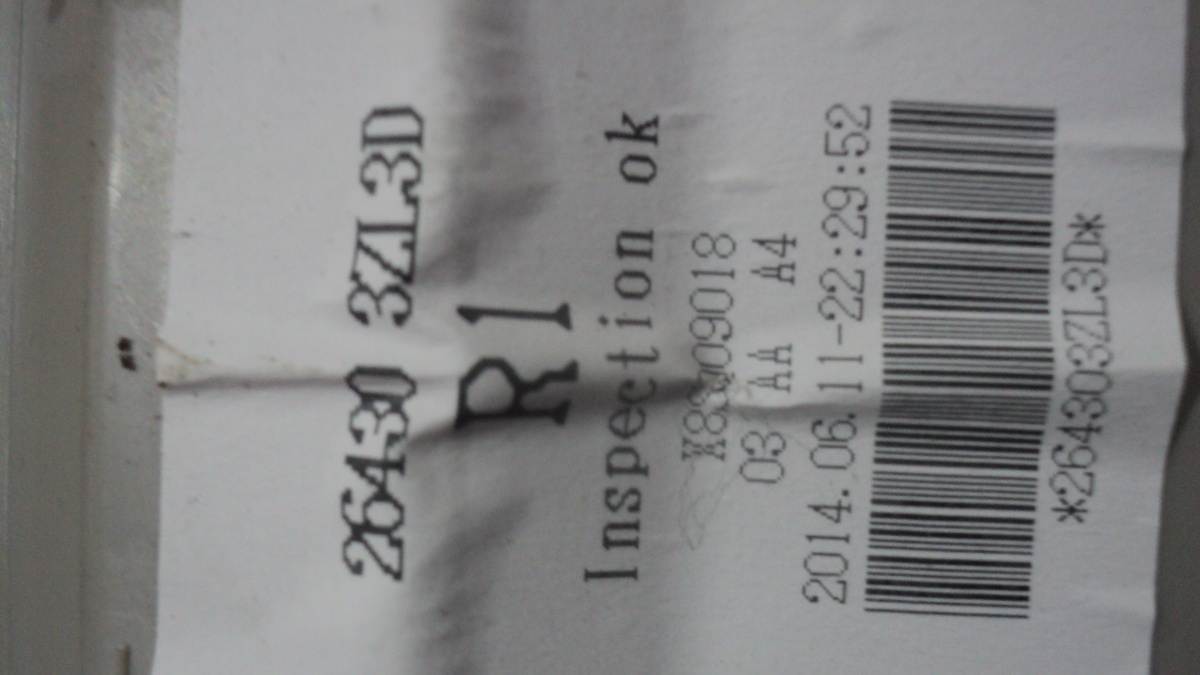 26430 3ZL3D
R1
Inspection ok
03 AA A4
2014.06.11-22:29:52
*264303ZL3D*